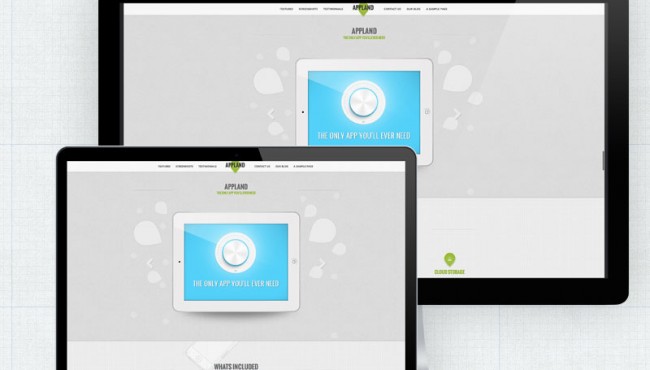 FEATURES SCREENSHOTS TESTIMONIALS APPLAND CONTACT US OUR BLOG A SAMPLE PAGE
APPLAND
THE ONLY APP YOU'LL EVER NEED
THE ONLY APP YOU'LL EVER NEED
CLOUD STORAGE
FEATURES SCREENSHOTS TESTIMONIALS APPLAND CONTACT US OUR BLOG A SAMPLE PAGE
APPLAND
THE ONLY APP YOU'LL EVER NEED
THE ONLY APP YOU'LL EVER NEED
WHATS INCLUDED